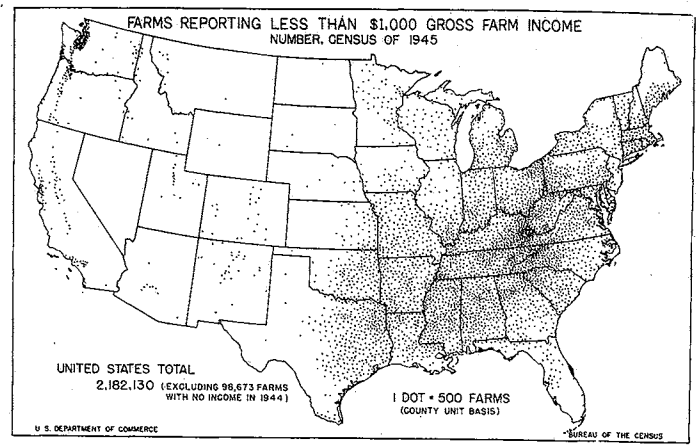 FARMS REPORTING LESS THAN $1,000 GROSS FARM INCOME
NUMBER, CENSUS OF 1945
UNITED STATES TOTAL
2,182,130 (EXCLUDING 98,673 FARMS
WITH NO INCOME IN 1944)
1 DOT = 500 FARMS
(COUNTY UNIT BASIS)
U. S. DEPARTMENT OF COMMERCE
BUREAU OF THE CENSUS